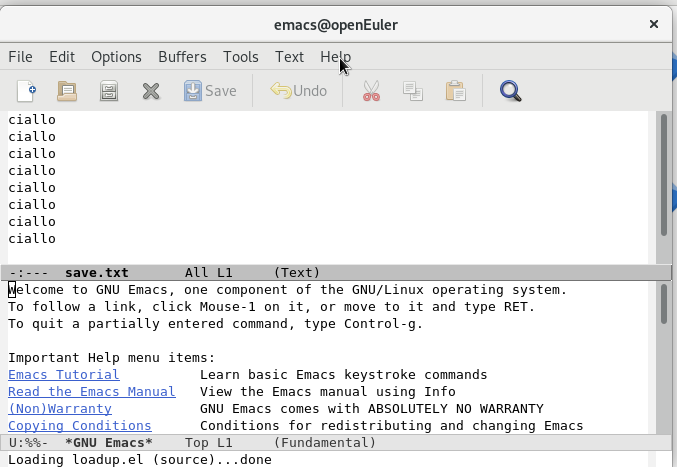 emacs@openEuler
File Edit Options Buffers Tools Text Help
Save Undo
ciallo
ciallo
ciallo
ciallo
ciallo
ciallo
ciallo
ciallo
-:--- save.txt All L1 (Text)
Welcome to GNU Emacs, one component of the GNU/Linux operating system.
To follow a link, click Mouse-1 on it, or move to it and type RET.
To quit a partially entered command, type Control-g.
Important Help menu items:
Emacs Tutorial Learn basic Emacs keystroke commands
Read the Emacs Manual View the Emacs manual using Info
(Non)Warranty GNU Emacs comes with ABSOLUTELY NO WARRANTY
Copying Conditions Conditions for redistributing and changing Emacs
U:%%- *GNU Emacs* Top L1 (Fundamental)
Loading loadup.el (source)...done